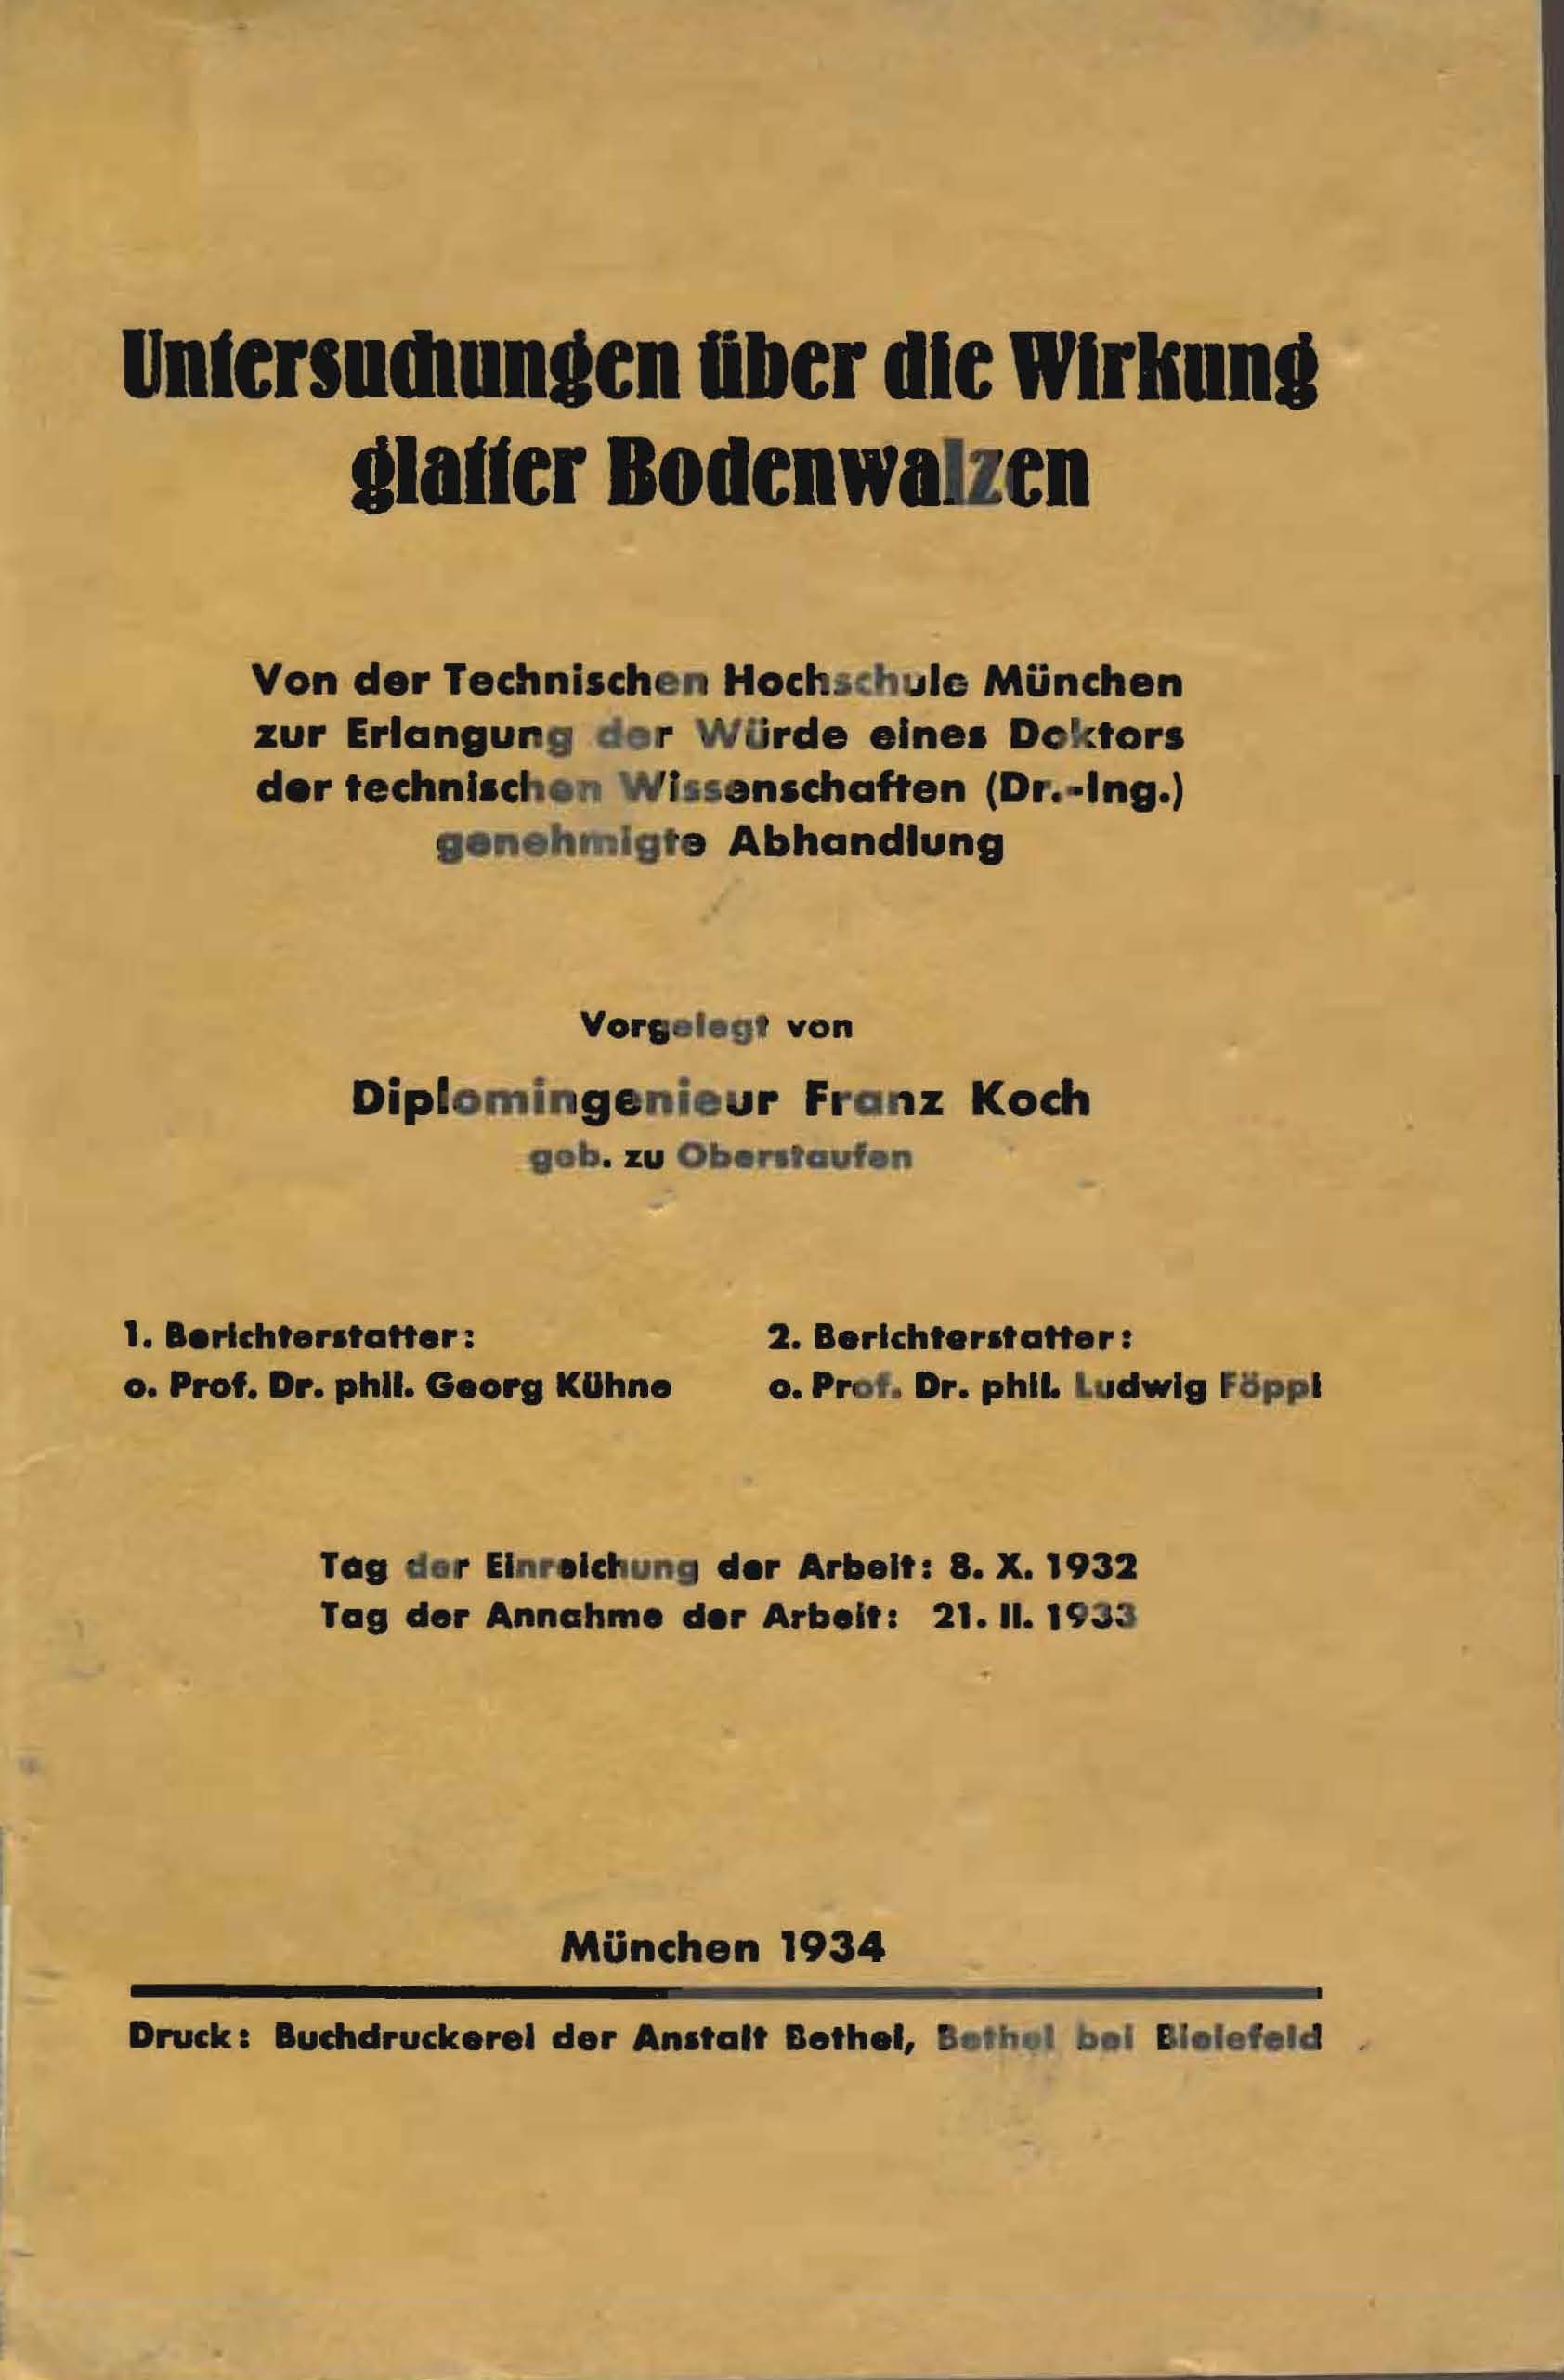 Untersuchungen über die Wirkung
glatter Bodenwalzen
Von der Technischen Hochschule München
zur Erlangung der Würde eines Doktors
der technischen Wissenschaften (Dr.-Ing.)
genehmigte Abhandlung
Vorgelegt von
Diplomingenieur Franz Koch
geb. zu Oberstaufen
1. Berichterstatter:
o. Prof. Dr. phil. Georg Kühne
2. Berichterstatter:
o. Prof. Dr. phil. Ludwig Föppl
Tag der Einreichung der Arbeit: 8. X. 1932
Tag der Annahme der Arbeit: 21. II. 1933
München 1934
Druck: Buchdruckerei der Anstalt Bethel, Bethel bei Bielefeld